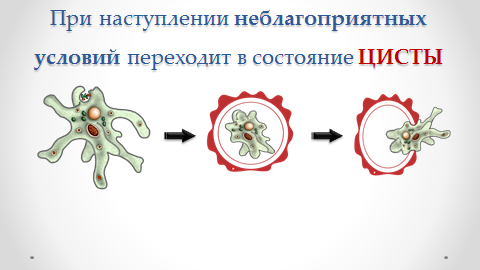 При наступлении неблагоприятных
условий переходит в состояние ЦИСТЫ